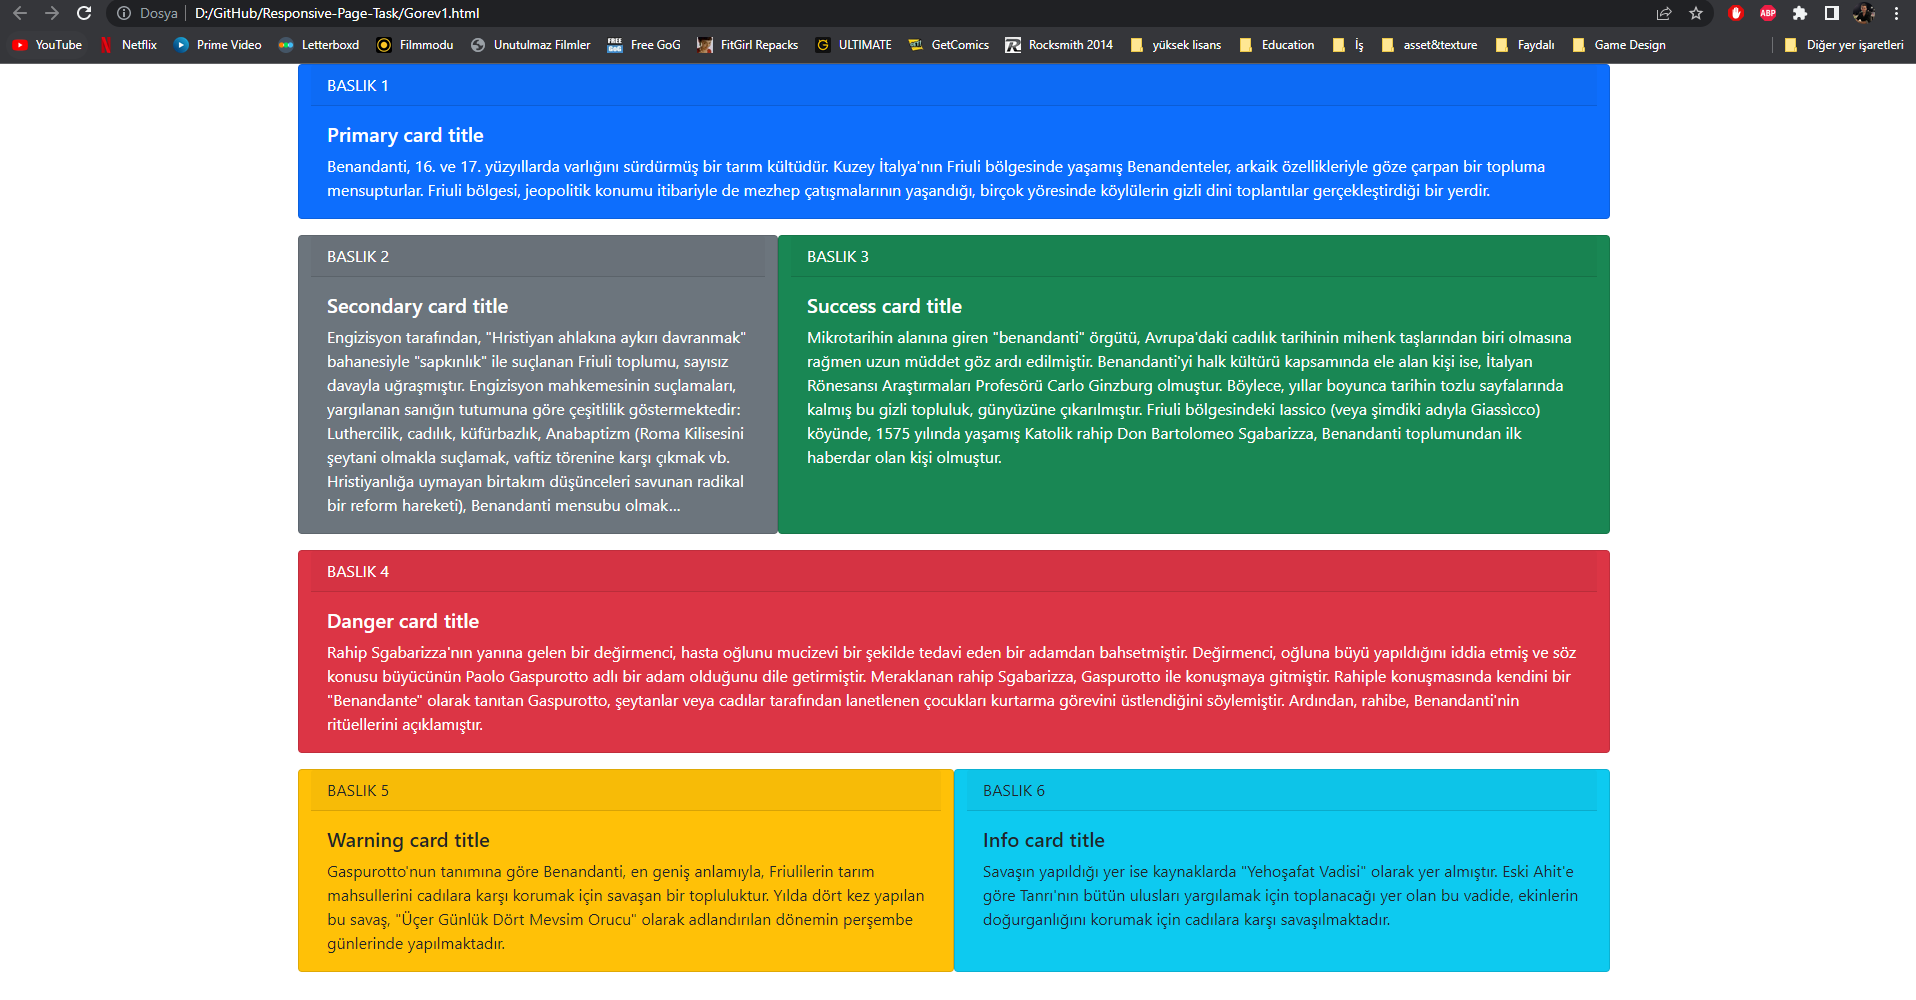 Dosya D:/GitHub/Responsive-Page-Task/Gorev1.html ABP
YouTube Netflix Prime Video Letterboxd Filmmodu Unutulmaz Filmler FREE GoG Free GoG FitGirl Repacks G ULTIMATE GetComics R Rocksmith 2014 yüksek lisans Education İş asset&texture Faydalı Game Design Diğer yer işaretleri
BASLIK 1
Primary card title
Benandanti, 16. ve 17. yüzyıllarda varlığını sürdürmüş bir tarım kültüdür. Kuzey İtalya'nın Friuli bölgesinde yaşamış Benandenteler, arkaik özellikleriyle göze çarpan bir topluma
mensupturlar. Friuli bölgesi, jeopolitik konumu itibariyle de mezhep çatışmalarının yaşandığı, birçok yöresinde köylülerin gizli dini toplantılar gerçekleştirdiği bir yerdir.
BASLIK 2
Secondary card title
Engizisyon tarafından, "Hristiyan ahlakına aykırı davranmak"
bahanesiyle "sapkınlık" ile suçlanan Friuli toplumu, sayısız
davayla uğraşmıştır. Engizisyon mahkemesinin suçlamaları,
yargılanan sanığın tutumuna göre çeşitlilik göstermektedir:
Luthercilik, cadılık, küfürbazlık, Anabaptizm (Roma Kilisesini
şeytani olmakla suçlamak, vaftiz törenine karşı çıkmak vb.
Hristiyanlığa uymayan birtakım düşünceleri savunan radikal
bir reform hareketi), Benandanti mensubu olmak...
BASLIK 3
Success card title
Mikrotarihin alanına giren "benandanti" örgütü, Avrupa'daki cadılık tarihinin mihenk taşlarından biri olmasına
rağmen uzun müddet göz ardı edilmiştir. Benandanti'yi halk kültürü kapsamında ele alan kişi ise, İtalyan
Rönesansı Araştırmaları Profesörü Carlo Ginzburg olmuştur. Böylece, yıllar boyunca tarihin tozlu sayfalarında
kalmış bu gizli topluluk, günyüzüne çıkarılmıştır. Friuli bölgesindeki Iassico (veya şimdiki adıyla Giassìcco)
köyünde, 1575 yılında yaşamış Katolik rahip Don Bartolomeo Sgabarizza, Benandanti toplumundan ilk
haberdar olan kişi olmuştur.
BASLIK 4
Danger card title
Rahip Sgabarizza'nın yanına gelen bir değirmenci, hasta oğlunu mucizevi bir şekilde tedavi eden bir adamdan bahsetmiştir. Değirmenci, oğluna büyü yapıldığını iddia etmiş ve söz
konusu büyücünün Paolo Gaspurotto adlı bir adam olduğunu dile getirmiştir. Meraklanan rahip Sgabarizza, Gaspurotto ile konuşmaya gitmiştir. Rahiple konuşmasında kendini bir
"Benandante" olarak tanıtan Gaspurotto, şeytanlar veya cadılar tarafından lanetlenen çocukları kurtarma görevini üstlendiğini söylemiştir. Ardından, rahibe, Benandanti'nin
ritüellerini açıklamıştır.
BASLIK 5
Warning card title
Gaspurotto'nun tanımına göre Benandanti, en geniş anlamıyla, Friulilerin tarım
mahsullerini cadılara karşı korumak için savaşan bir topluluktur. Yılda dört kez yapılan
bu savaş, "Üçer Günlük Dört Mevsim Orucu" olarak adlandırılan dönemin perşembe
günlerinde yapılmaktadır.
BASLIK 6
Info card title
Savaşın yapıldığı yer ise kaynaklarda "Yehoşafat Vadisi" olarak yer almıştır. Eski Ahit'e
göre Tanrı'nın bütün ulusları yargılamak için toplanacağı yer olan bu vadide, ekinlerin
doğurganlığını korumak için cadılara karşı savaşılmaktadır.